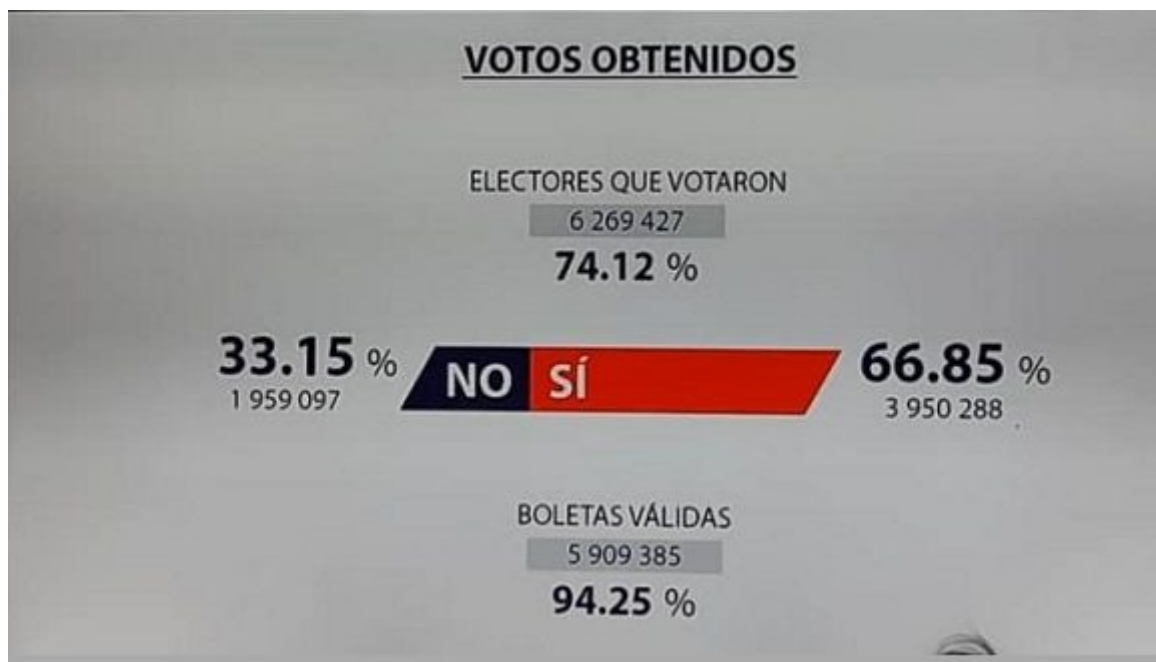 VOTOS OBTENIDOS
ELECTORES QUE VOTARON
6 269 427
74.12 %
33.15 %
1 959 097
NO SÍ
66.85 %
3 950 288
BOLETAS VÁLIDAS
5 909 385
94.25 %